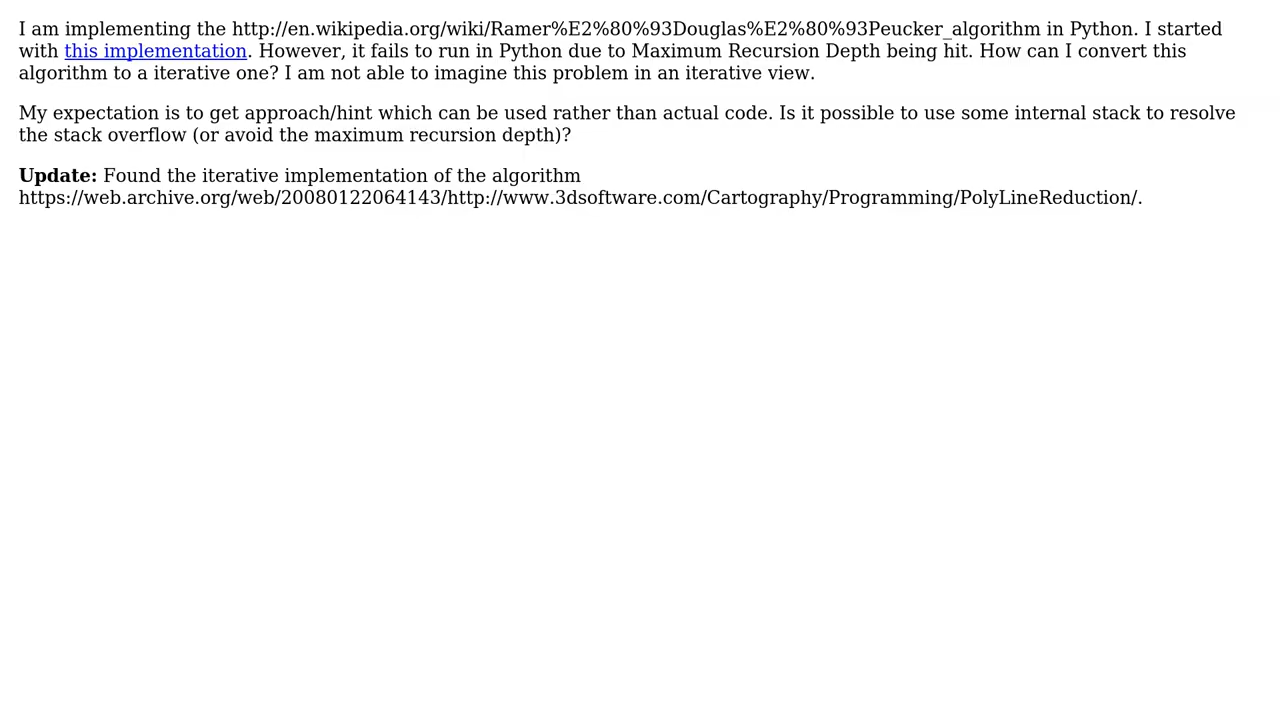 I am implementing the http://en.wikipedia.org/wiki/Ramer%E2%80%93Douglas%E2%80%93Peucker_algorithm in Python. I started
with this implementation. However, it fails to run in Python due to Maximum Recursion Depth being hit. How can I convert this
algorithm to a iterative one? I am not able to imagine this problem in an iterative view.
My expectation is to get approach/hint which can be used rather than actual code. Is it possible to use some internal stack to resolve
the stack overflow (or avoid the maximum recursion depth)?
Update: Found the iterative implementation of the algorithm
https://web.archive.org/web/20080122064143/http://www.3dsoftware.com/Cartography/Programming/PolyLineReduction/.